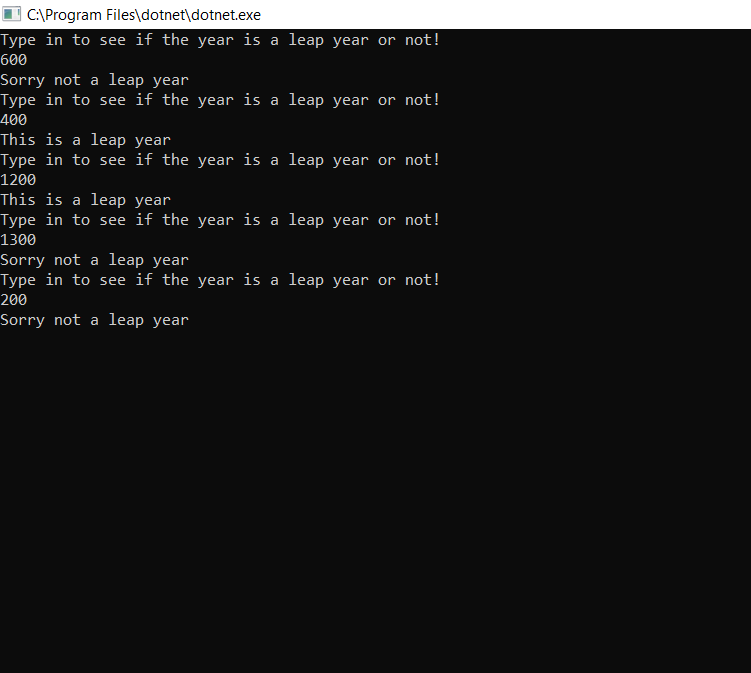 C:\Program Files\dotnet\dotnet.exe
Type in to see if the year is a leap year or not!
600
Sorry not a leap year
Type in to see if the year is a leap year or not!
400
This is a leap year
Type in to see if the year is a leap year or not!
1200
This is a leap year
Type in to see if the year is a leap year or not!
1300
Sorry not a leap year
Type in to see if the year is a leap year or not!
200
Sorry not a leap year